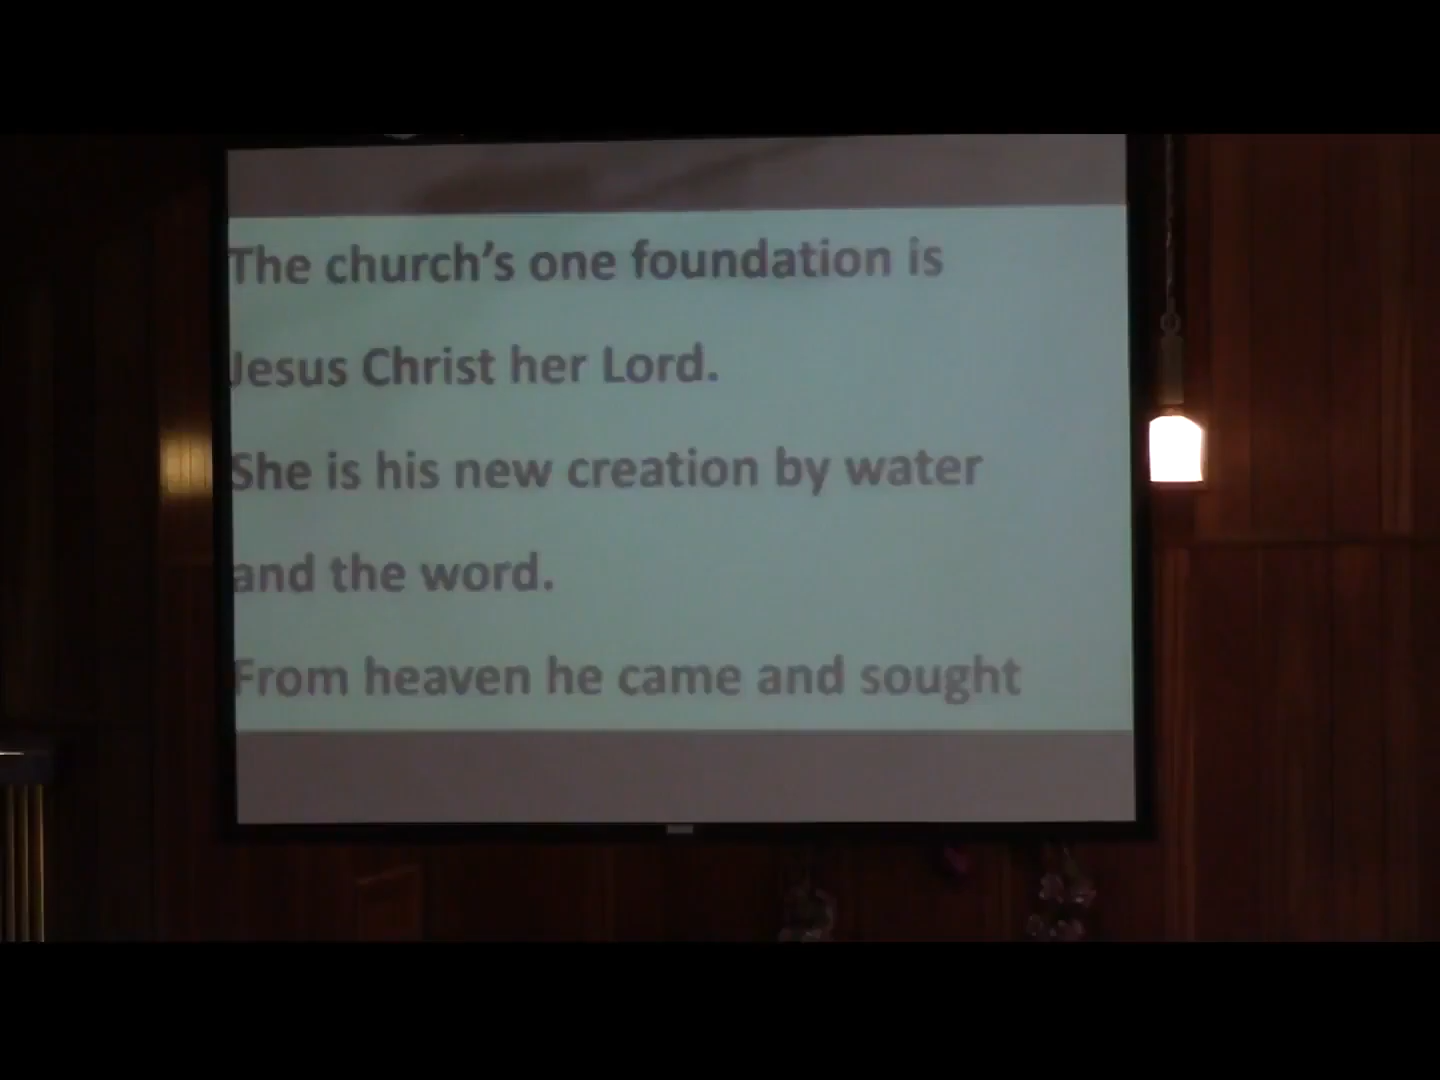 The church’s one foundation is
Jesus Christ her Lord.
She is his new creation by water
and the word.
From heaven he came and sought